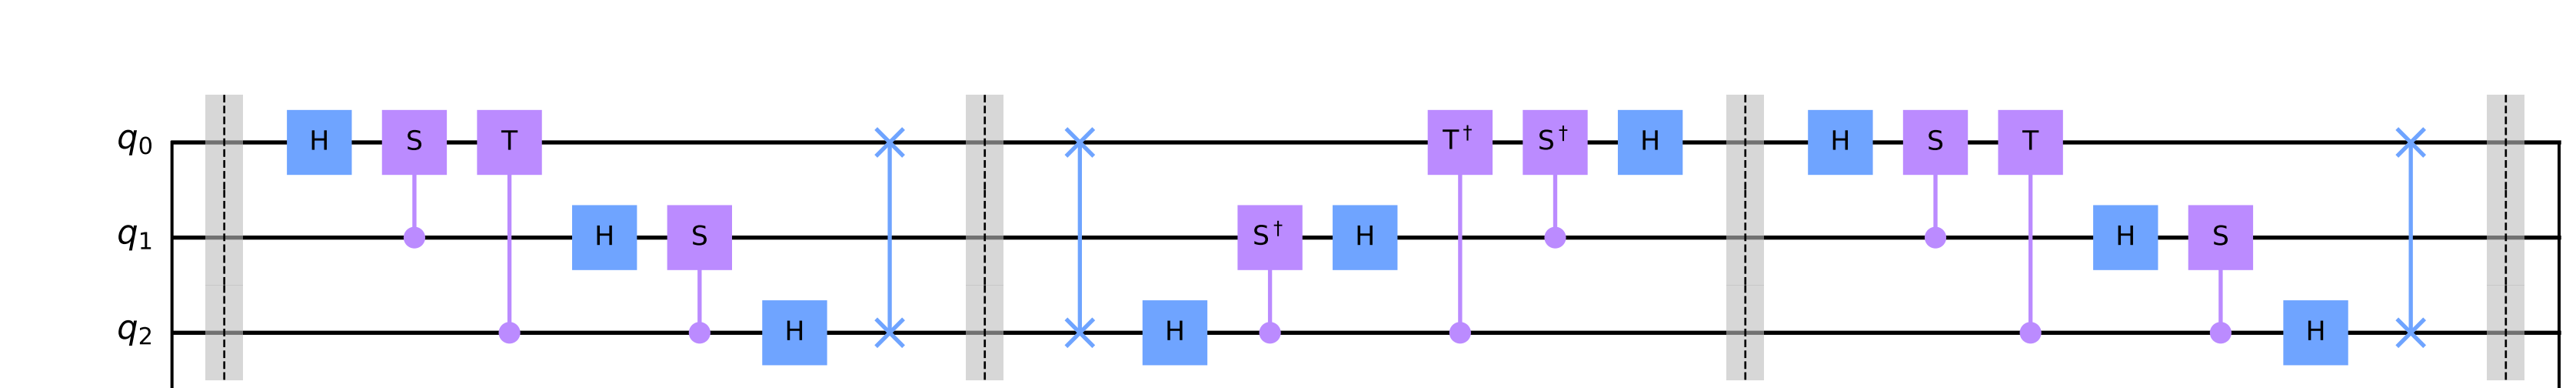 q0 H S T T† S† H H S T
q1 H S S† H H S
q2 H H H